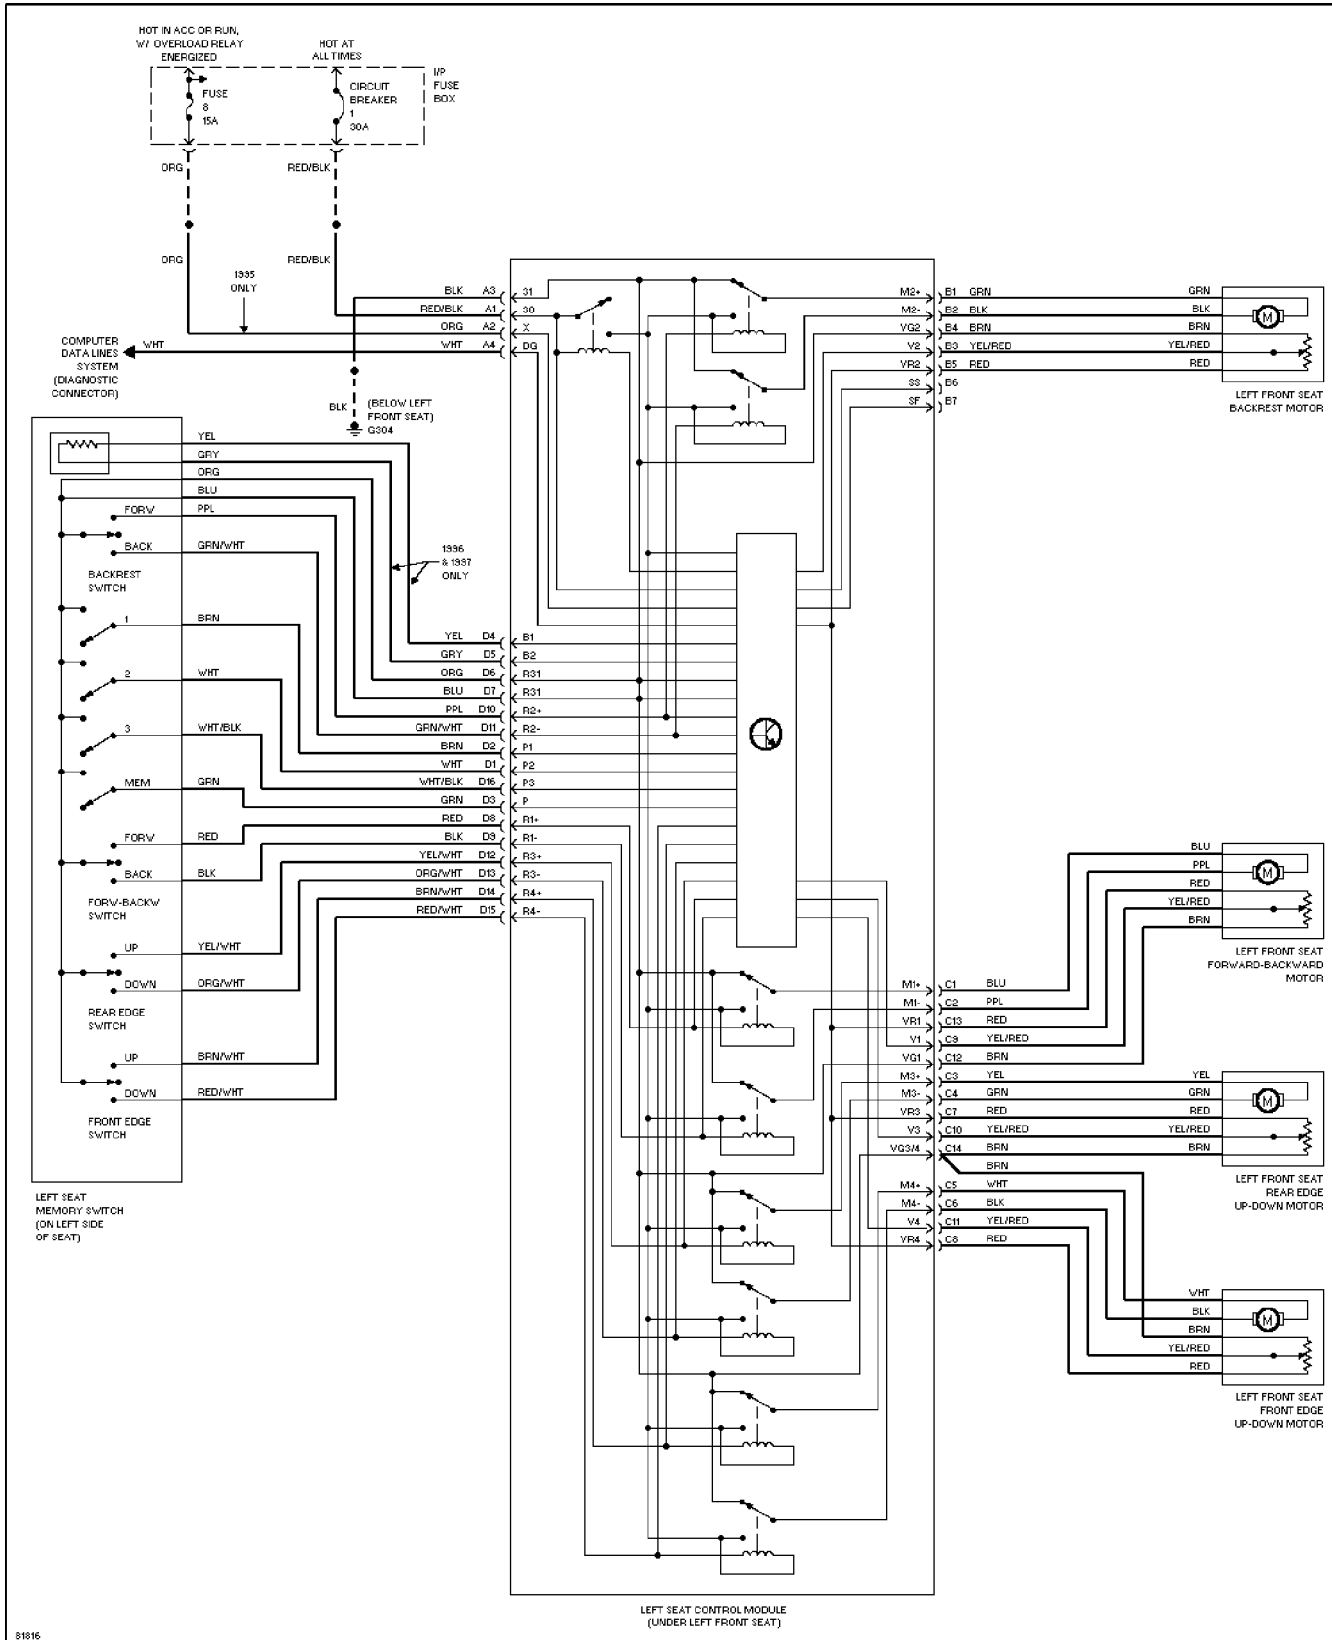 HOT IN ACC OR RUN,
W/ OVERLOAD RELAY
ENERGIZED
HOT AT
ALL TIMES
FUSE
8
15A
CIRCUIT
BREAKER
1
30A
I/P
FUSE
BOX
ORG
RED/BLK
ORG
RED/BLK
1995
ONLY
BLK A3 31
RED/BLK A1 30
ORG A2 X
WHT A4 DG
COMPUTER
DATA LINES
SYSTEM
(DIAGNOSTIC
CONNECTOR)
WHT
BLK
(BELOW LEFT
FRONT SEAT)
G304
M2+ B1 GRN GRN
M2- B2 BLK BLK
VG2 B4 BRN BRN
V2 B3 YEL/RED YEL/RED
VR2 B5 RED RED
SS B6
SF B7
M
LEFT FRONT SEAT
BACKREST MOTOR
YEL
GRY
ORG
BLU
FORW PPL
BACK GRN/WHT
BACKREST
SWITCH
1996
& 1997
ONLY
1 BRN
2 WHT
3 WHT/BLK
MEM GRN
FORW RED
BACK BLK
FORW-BACKW
SWITCH
UP YEL/WHT
DOWN ORG/WHT
REAR EDGE
SWITCH
UP BRN/WHT
DOWN RED/WHT
FRONT EDGE
SWITCH
LEFT SEAT
MEMORY SWITCH
(ON LEFT SIDE
OF SEAT)
YEL D4 B1
GRY D5 B2
ORG D6 R31
BLU D7 R31
PPL D10 R2+
GRN/WHT D11 R2-
BRN D2 P1
WHT D1 P2
WHT/BLK D16 P3
GRN D3 P
RED D8 R1+
BLK D9 R1-
YEL/WHT D12 R3+
ORG/WHT D13 R3-
BRN/WHT D14 R4+
RED/WHT D15 R4-
BLU
PPL
RED
YEL/RED
BRN
M
LEFT FRONT SEAT
FORWARD-BACKWARD
MOTOR
M1+ C1 BLU
M1- C2 PPL
VR1 C13 RED
V1 C9 YEL/RED
VG1 C12 BRN
M3+ C3 YEL YEL
M3- C4 GRN GRN
VR3 C7 RED RED
V3 C10 YEL/RED YEL/RED
VG3/4 C14 BRN BRN
BRN
M
LEFT FRONT SEAT
REAR EDGE
UP-DOWN MOTOR
M4+ C5 WHT
M4- C6 BLK
V4 C11 YEL/RED
VR4 C8 RED
WHT
BLK
BRN
YEL/RED
RED
M
LEFT FRONT SEAT
FRONT EDGE
UP-DOWN MOTOR
LEFT SEAT CONTROL MODULE
(UNDER LEFT FRONT SEAT)
81816